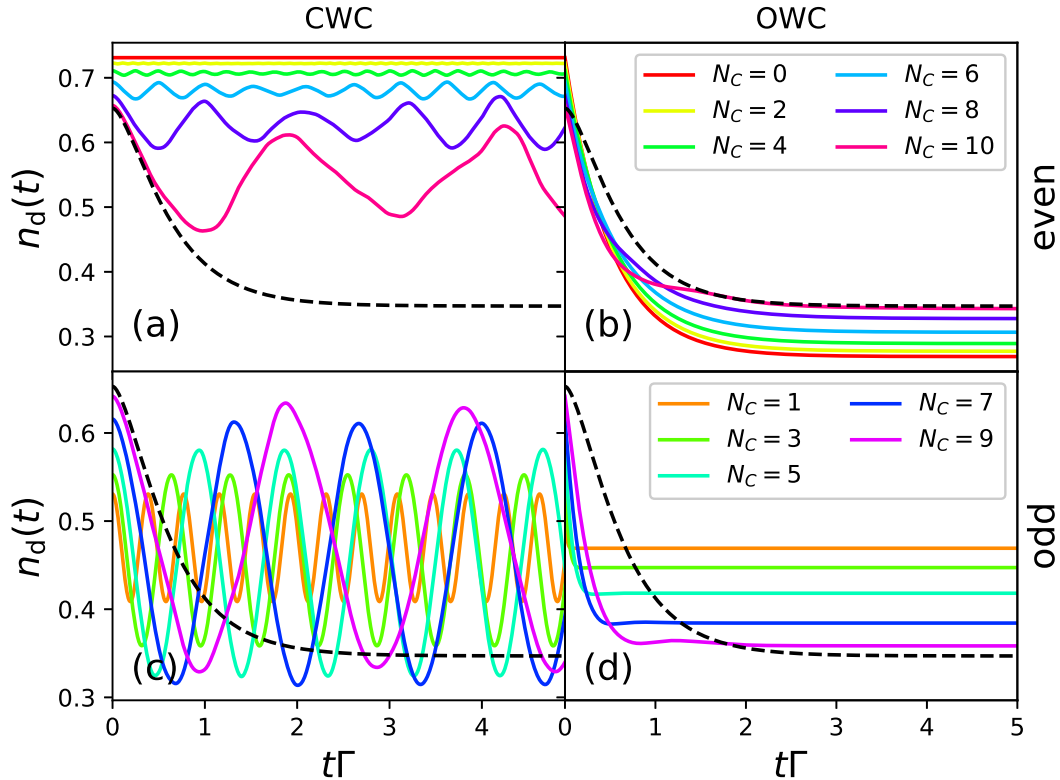 CWC
OWC
0.7
0.6
0.5
0.4
0.3
n_d(t)
(a)
N_C = 0
N_C = 2
N_C = 4
N_C = 6
N_C = 8
N_C = 10
(b)
even
0.6
0.5
0.4
0.3
n_d(t)
(c)
N_C = 1
N_C = 3
N_C = 5
N_C = 7
N_C = 9
(d)
odd
0 1 2 3 4 0 1 2 3 4 5
tΓ
tΓ